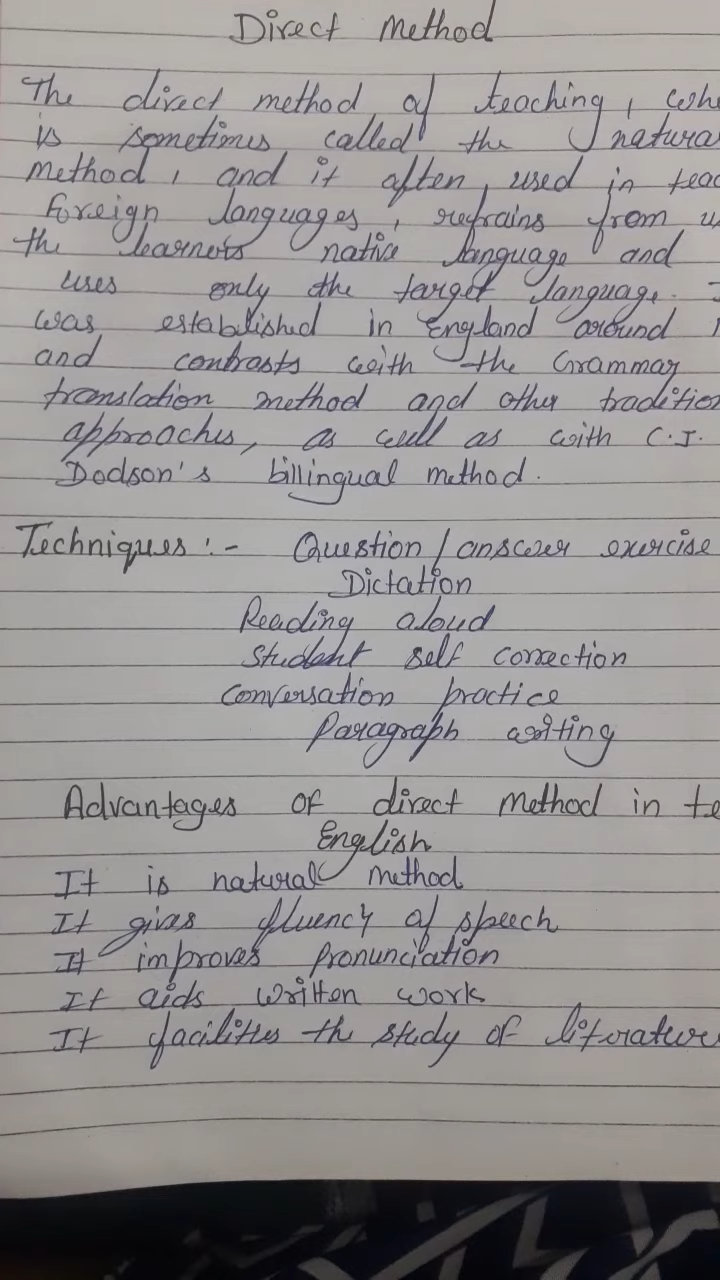 Direct Method
The direct method of teaching, wh
is sometimes called the natura
method, and it often, used in teac
foreign languages, refrains from u
the learners native language and
uses only the target language.
was established in England around
and contrasts with the Grammar
translation method and other tradition
approaches, as well as with C.J.
Dodson's billingual method.
Techniques :- Question / answer exercise
Dictation
Reading aloud
Student self correction
Conversation practice
Paragraph writing
Advantages of direct method in te
English
It is natural method
It gives fluency of speech
It improves pronunciation
It aids written work
It facilities the study of literature